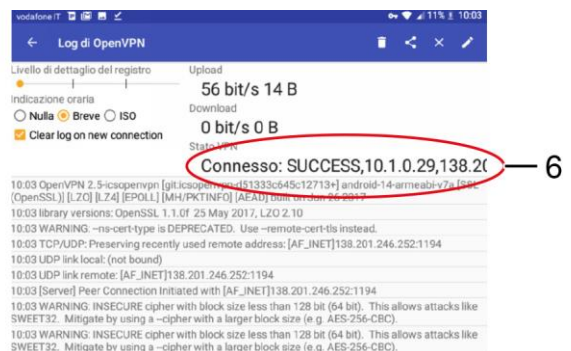 vodafone IT 11% 10:03
Log di OpenVPN
Livello di dettaglio del registro
Upload
56 bit/s 14 B
Indicazione oraria
Download
Nulla Breve ISO
0 bit/s 0 B
Clear log on new connection
Stato VPN
Connesso: SUCCESS,10.1.0.29,138.20
6
10:03 OpenVPN 2.5-icsopenvpn [git:icsopenvpn-d51333c645c12713+] android-14-armeabi-v7a [SSL
(OpenSSL)] [LZO] [LZ4] [EPOLL] [MH/PKTINFO] [AEAD] built on Jun 26 2017
10:03 library versions: OpenSSL 1.1.0f 25 May 2017, LZO 2.10
10:03 WARNING: --ns-cert-type is DEPRECATED. Use --remote-cert-tls instead.
10:03 TCP/UDP: Preserving recently used remote address: [AF_INET]138.201.246.252:1194
10:03 UDP link local: (not bound)
10:03 UDP link remote: [AF_INET]138.201.246.252:1194
10:03 [Server] Peer Connection Initiated with [AF_INET]138.201.246.252:1194
10:03 WARNING: INSECURE cipher with block size less than 128 bit (64 bit). This allows attacks like
SWEET32. Mitigate by using a --cipher with a larger block size (e.g. AES-256-CBC).
10:03 WARNING: INSECURE cipher with block size less than 128 bit (64 bit). This allows attacks like
SWEET32. Mitigate by using a --cipher with a larger block size (e.g. AES-256-CBC).